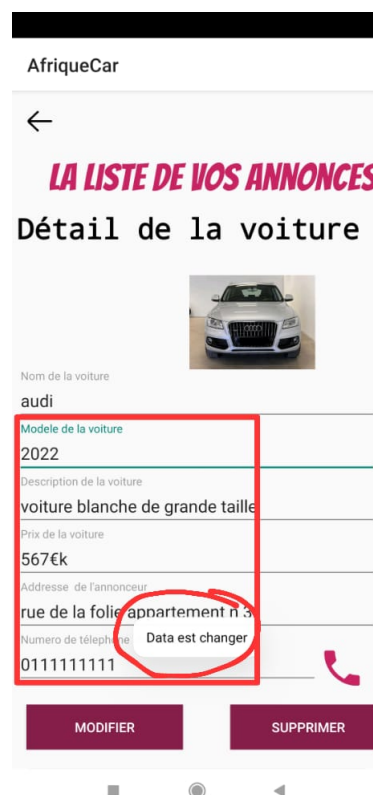 AfriqueCar
LA LISTE DE VOS ANNONCES
Détail de la voiture
Nom de la voiture
audi
Modele de la voiture
2022
Description de la voiture
voiture blanche de grande taille
Prix de la voiture
567€k
Addresse de l'annonceur
rue de la folie appartement n 3
Numero de télephone
Data est changer
0111111111
MODIFIER
SUPPRIMER